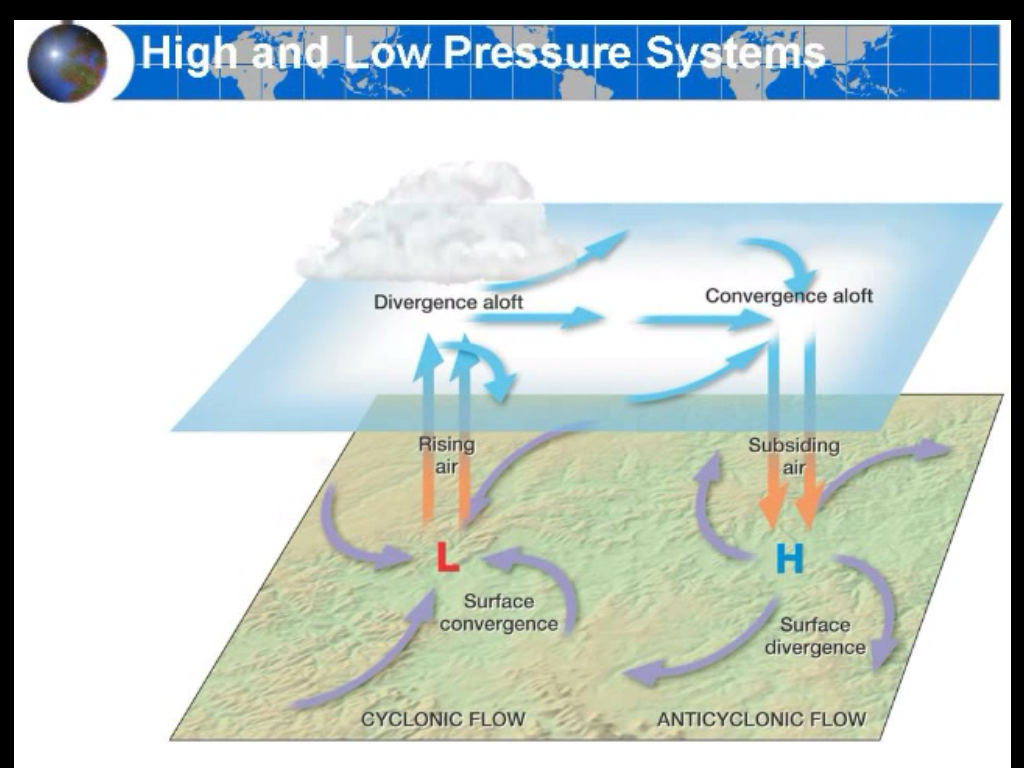 High and Low Pressure Systems
Divergence aloft
Convergence aloft
Rising
air
Subsiding
air
L
H
Surface
convergence
Surface
divergence
CYCLONIC FLOW
ANTICYCLONIC FLOW